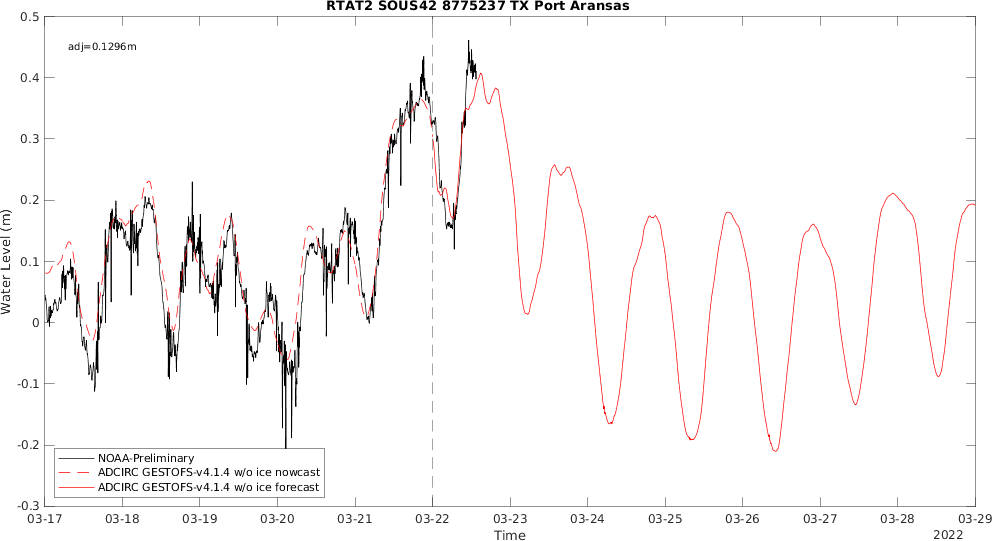 RTAT2 SOUS42 8775237 TX Port Aransas
0.5
adj=0.1296m
0.4
0.3
0.2
0.1
0
-0.1
-0.2
-0.3
Water Level (m)
NOAA-Preliminary
ADCIRC GESTOFS-v4.1.4 w/o ice nowcast
ADCIRC GESTOFS-v4.1.4 w/o ice forecast
03-17 03-18 03-19 03-20 03-21 03-22 03-23 03-24 03-25 03-26 03-27 03-28 03-29
Time
2022